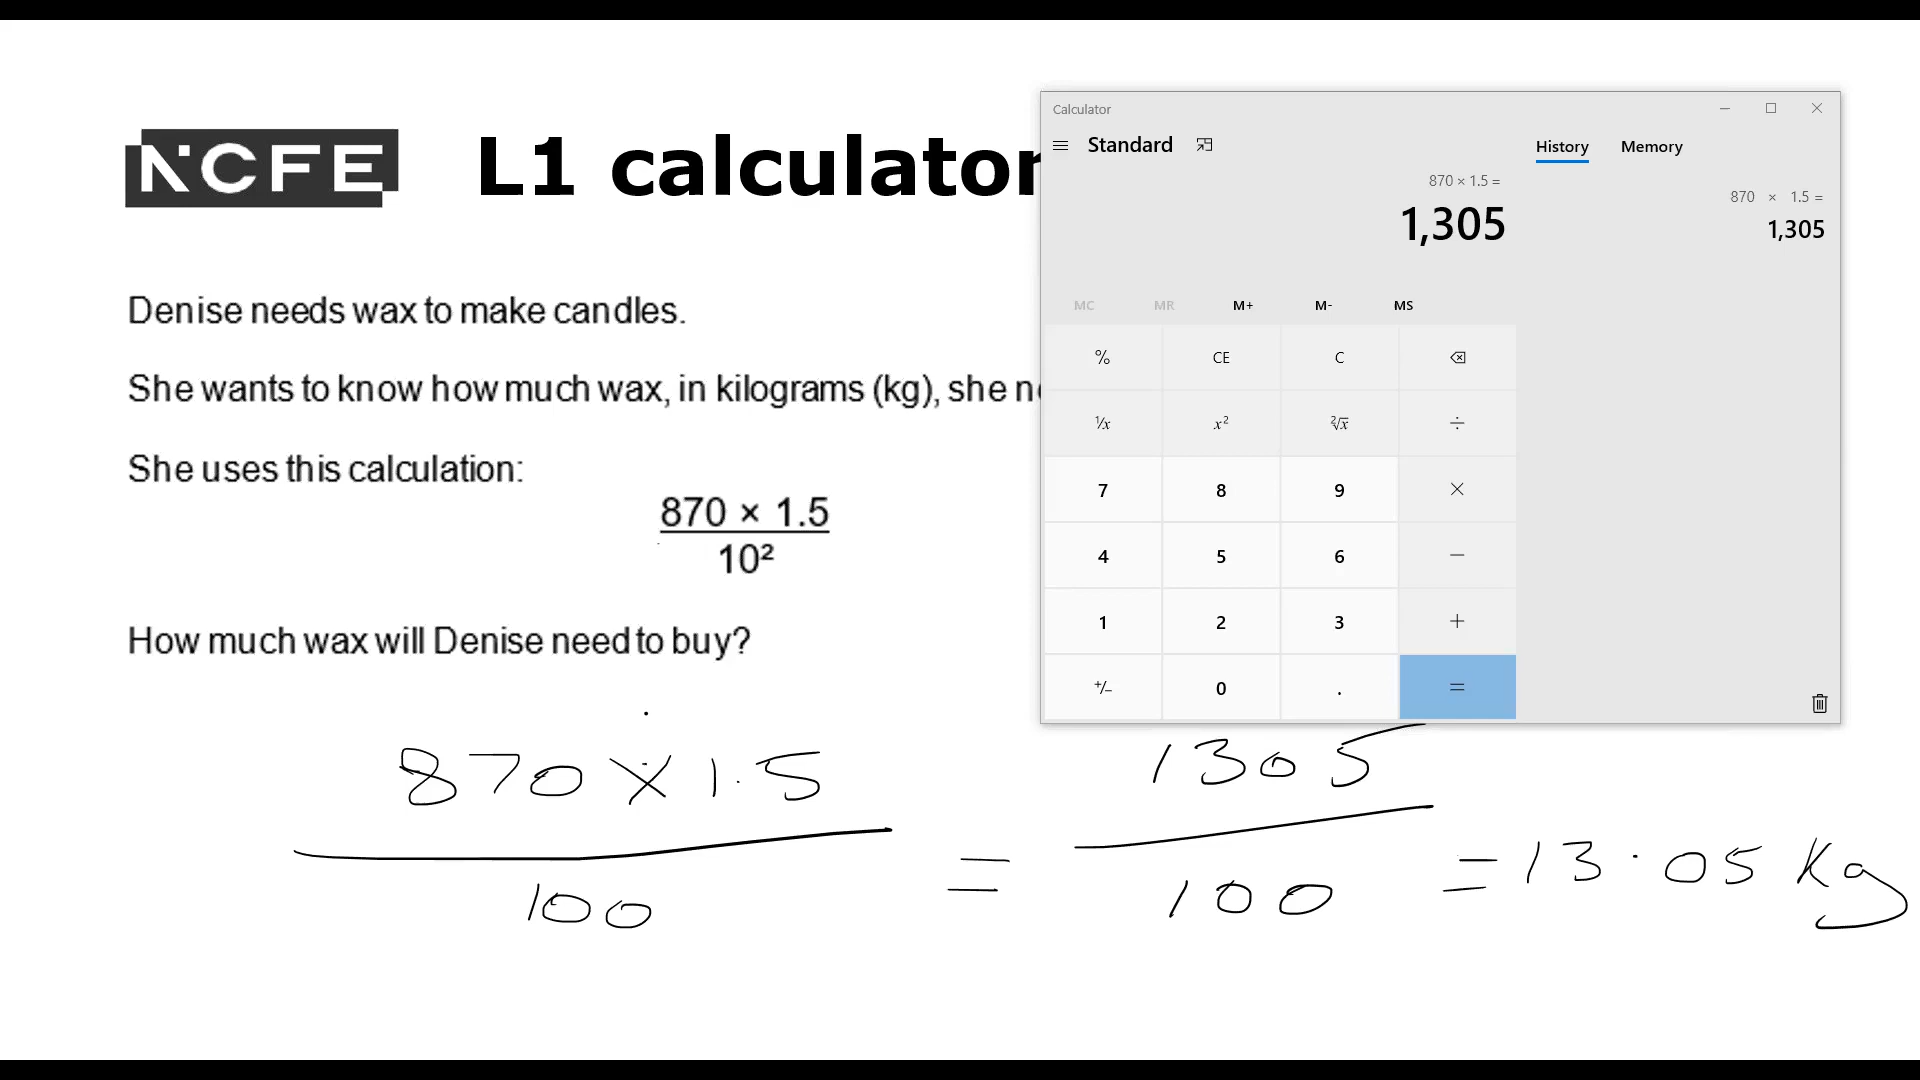 NCFE L1 calculator
Denise needs wax to make candles.
She wants to know how much wax, in kilograms (kg), she
She uses this calculation:
870 × 1.5
10²
How much wax will Denise need to buy?
Calculator
Standard
History Memory
870 × 1.5 =
1,305
870 × 1.5 =
1,305
MC MR M+ M- MS
% CE C
¹/x x² ²√x ÷
7 8 9 ×
4 5 6 −
1 2 3 +
+/− 0 . =
870 × 1.5
100
=
1305
100
= 13.05 Kg